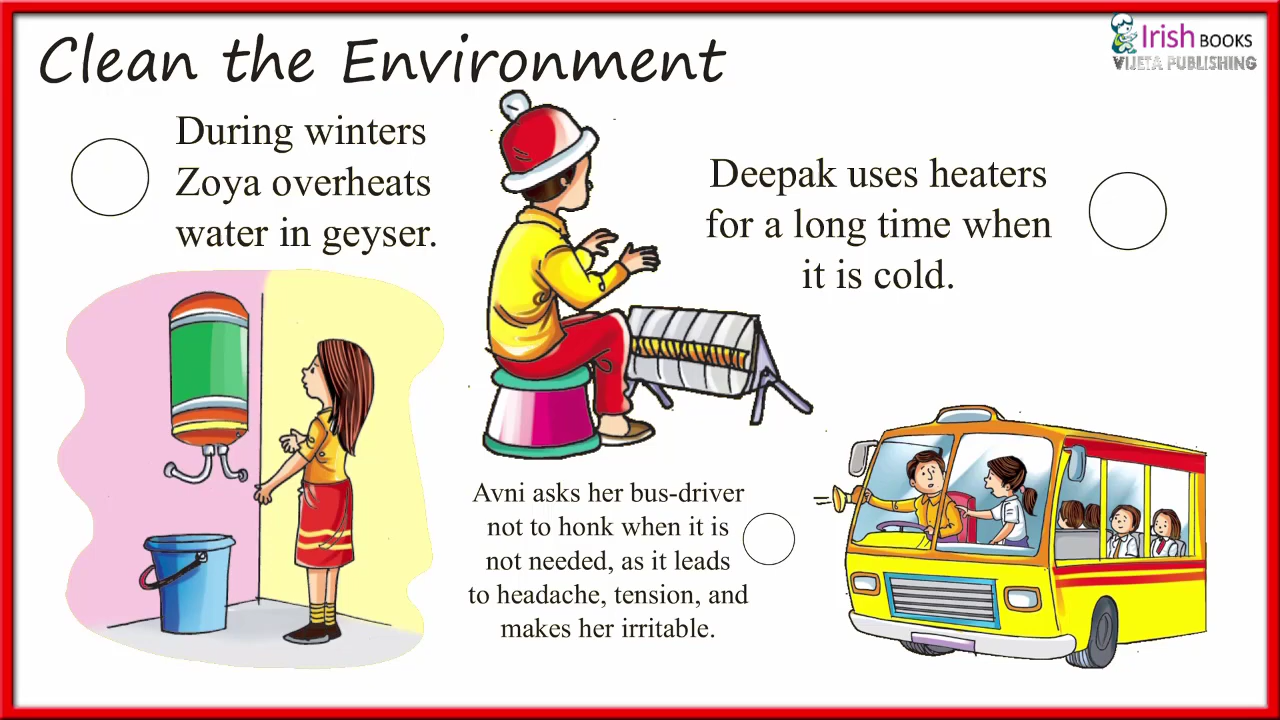 Clean the Environment
Irish BOOKS
VIJETA PUBLISHING
During winters
Zoya overheats
water in geyser.
Deepak uses heaters
for a long time when
it is cold.
Avni asks her bus-driver
not to honk when it is
not needed, as it leads
to headache, tension, and
makes her irritable.